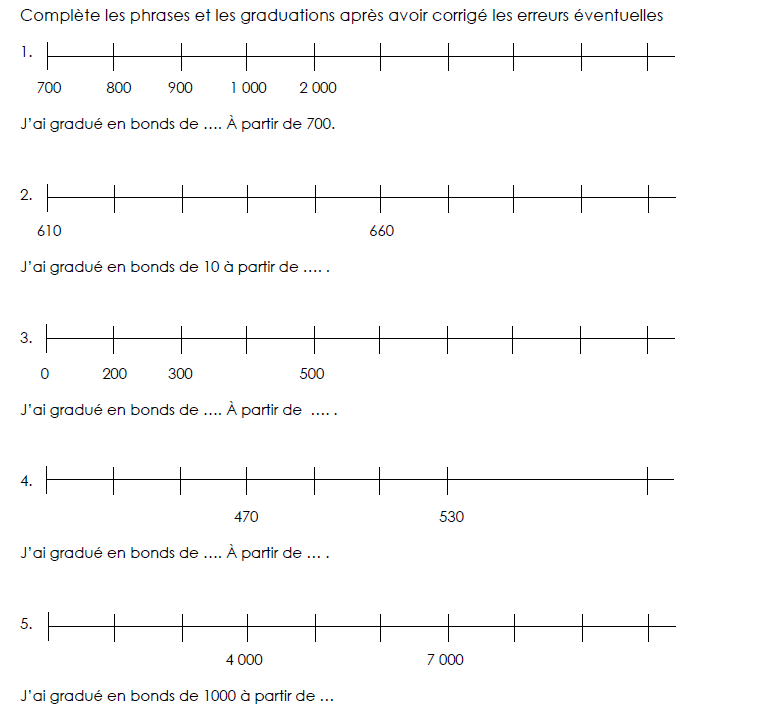 Complète les phrases et les graduations après avoir corrigé les erreurs éventuelles
1.
700 800 900 1 000 2 000
J'ai gradué en bonds de …. À partir de 700.
2.
610 660
J'ai gradué en bonds de 10 à partir de …. .
3.
0 200 300 500
J'ai gradué en bonds de …. À partir de …. .
4.
470 530
J'ai gradué en bonds de …. À partir de … .
5.
4 000 7 000
J'ai gradué en bonds de 1000 à partir de …